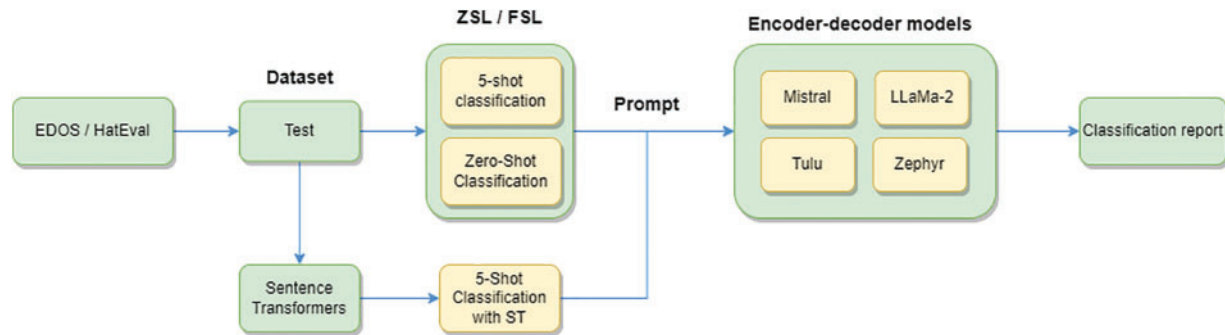 ZSL / FSL
Encoder-decoder models
Dataset
5-shot
classification
Prompt
Mistral
LLaMa-2
EDOS / HatEval
Test
Classification report
Zero-Shot
Classification
Tulu
Zephyr
Sentence
Transformers
5-Shot
Classification
with ST